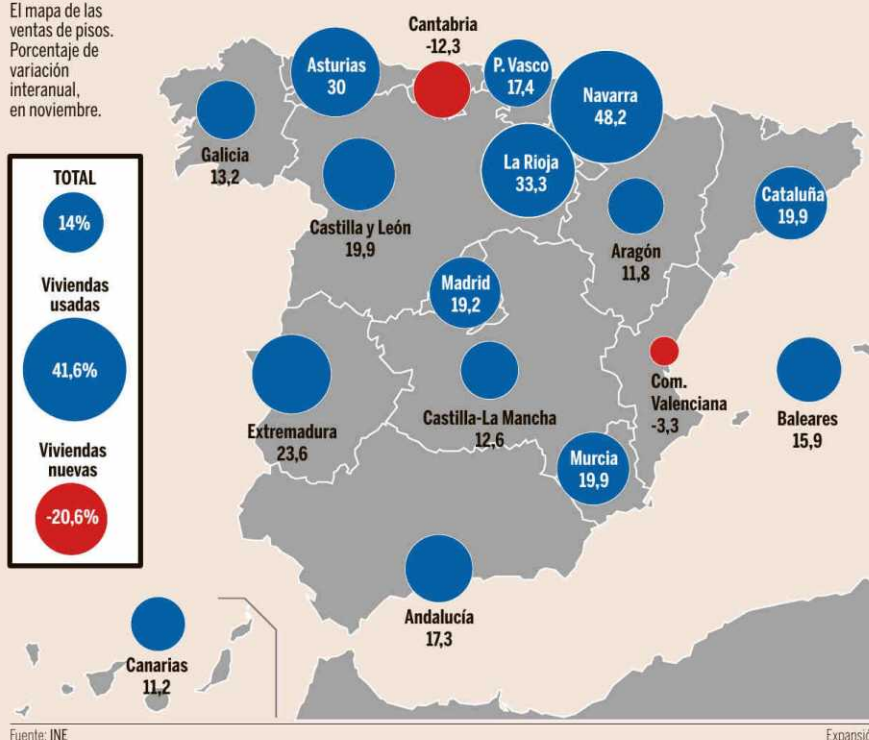 El mapa de las
ventas de pisos.
Porcentaje de
variación
interanual,
en noviembre.
TOTAL
14%
Viviendas
usadas
41,6%
Viviendas
nuevas
-20,6%
Cantabria
-12,3
Asturias
30
P. Vasco
17,4
Navarra
48,2
Galicia
13,2
La Rioja
33,3
Castilla y León
19,9
Aragón
11,8
Cataluña
19,9
Madrid
19,2
Extremadura
23,6
Castilla-La Mancha
12,6
Com.
Valenciana
-3,3
Baleares
15,9
Murcia
19,9
Andalucía
17,3
Canarias
11,2
Fuente: INE
Expansió